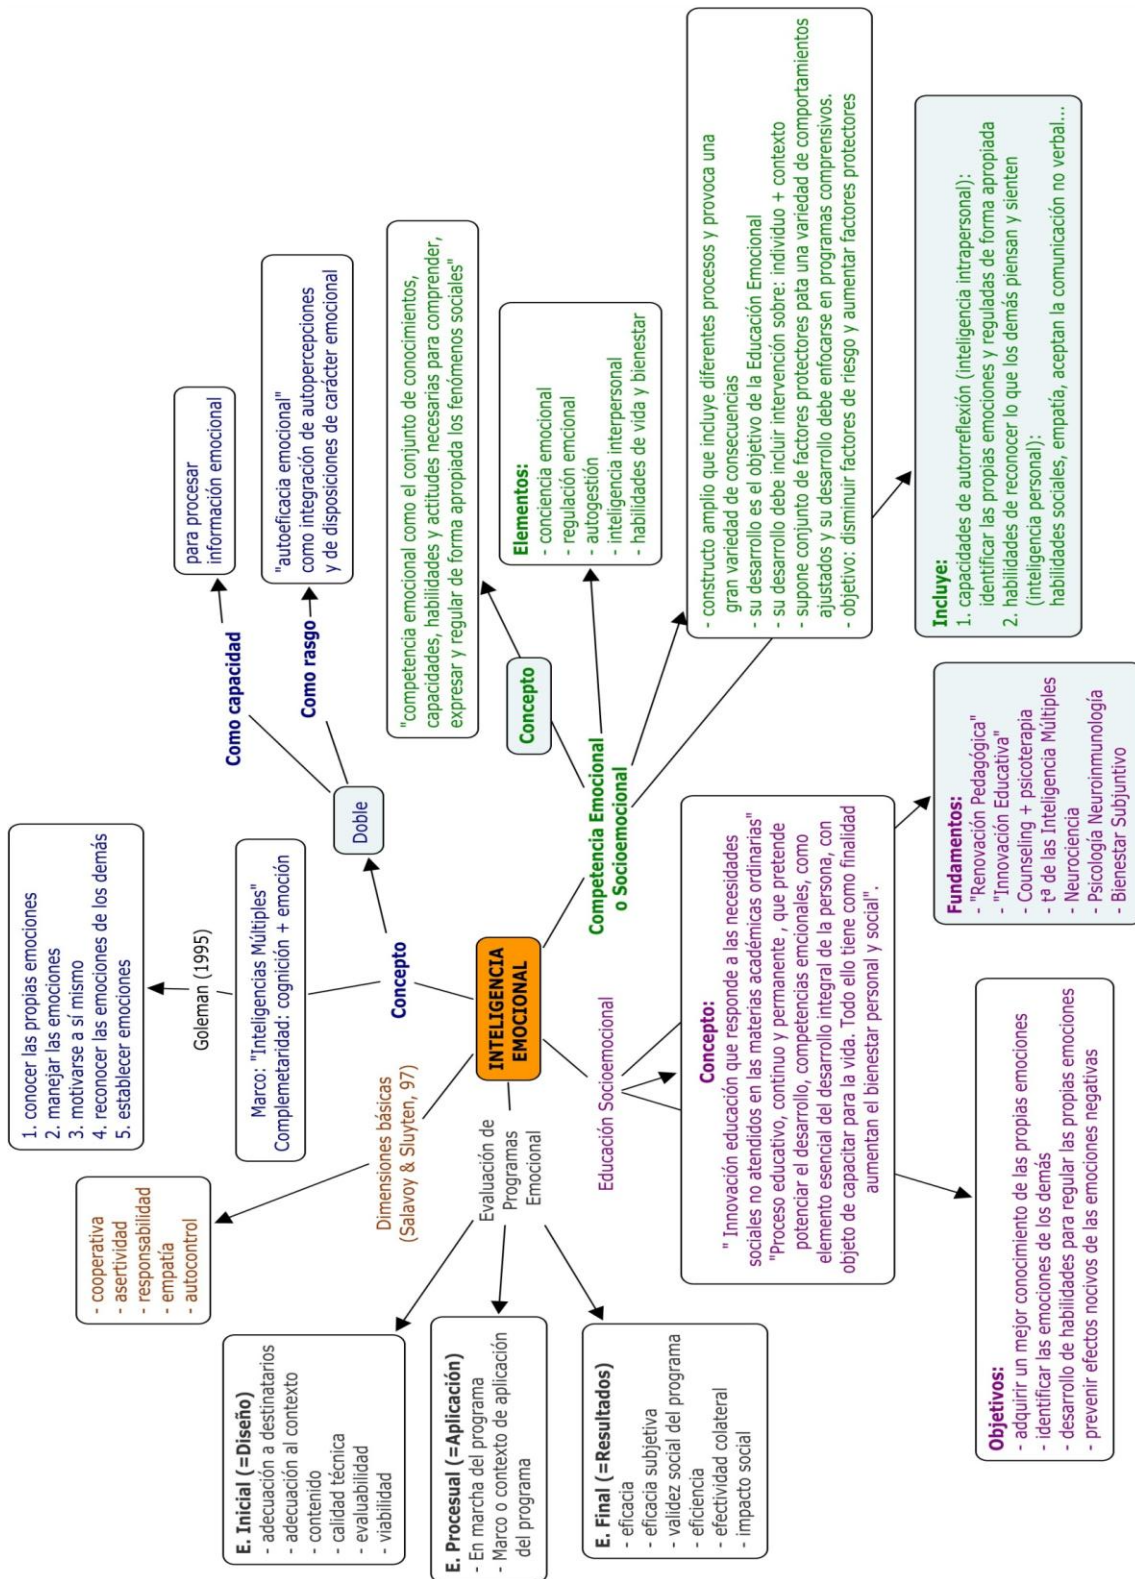 INTELIGENCIA
EMOCIONAL
Concepto
Marco: "Inteligencias Múltiples"
Complemetaridad: cognición + emoción
Goleman (1995)
1. conocer las propias emociones
2. manejar las emociones
3. motivarse a sí mismo
4. reconocer las emociones de los demás
5. establecer emociones
Doble
Como capacidad
para procesar
información emocional
Como rasgo
"autoeficacia emocional"
como integración de autopercepciones
y de disposiciones de carácter emocional
Competencia Emocional
o Socioemocional
Concepto
"competencia emocional como el conjunto de conocimientos,
capacidades, habilidades y actitudes necesarias para comprender,
expresar y regular de forma apropiada los fenómenos sociales"
Elementos:
- conciencia emocional
- regulación emcional
- autogestión
- inteligencia interpersonal
- habilidades de vida y bienestar
- constructo amplio que incluye diferentes procesos y provoca una
gran variedad de consecuencias
- su desarrollo es el objetivo de la Educación Emocional
- su desarrollo debe incluir intervención sobre: individuo + contexto
- supone conjunto de factores protectores pata una variedad de comportamientos
ajustados y su desarrollo debe enfocarse en programas comprensivos.
- objetivo: disminuir factores de riesgo y aumentar factores protectores
Incluye:
1. capacidades de autorreflexión (inteligencia intrapersonal):
identificar las propias emociones y reguladas de forma apropiada
2. habilidades de reconocer lo que los demás piensan y sienten
(inteligencia personal):
habilidades sociales, empatía, aceptan la comunicación no verbal...
Dimensiones básicas
(Salavoy & Sluyten, 97)
- cooperativa
- asertividad
- responsabilidad
- empatía
- autocontrol
Evaluación de
Programas
Emocional
E. Inicial (=Diseño)
- adecuación a destinatarios
- adecuación al contexto
- contenido
- calidad técnica
- evaluabilidad
- viabilidad
E. Procesual (=Aplicación)
- En marcha del programa
- Marco o contexto de aplicación
del programa
E. Final (=Resultados)
- eficacia
- eficacia subjetiva
- validez social del programa
- eficiencia
- efectividad colateral
- impacto social
Educación Socioemocional
Concepto:
" Innovación educación que responde a las necesidades
sociales no atendidos en las materias académicas ordinarias"
"Proceso educativo, continuo y permanente , que pretende
potenciar el desarrollo, competencias emcionales, como
elemento esencial del desarrollo integral de la persona, con
objeto de capacitar para la vida. Todo ello tiene como finalidad
aumentan el bienestar personal y social".
Fundamentos:
- "Renovación Pedagógica"
- "Innovación Educativa"
- Counseling + psicoterapia
- tª de las Inteligencia Múltiples
- Neurociencia
- Psicología Neuroinmunología
- Bienestar Subjuntivo
Objetivos:
- adquirir un mejor conocimiento de las propias emociones
- identificar las emociones de los demás
- desarrollo de habilidades para regular las propias emociones
- prevenir efectos nocivos de las emociones negativas